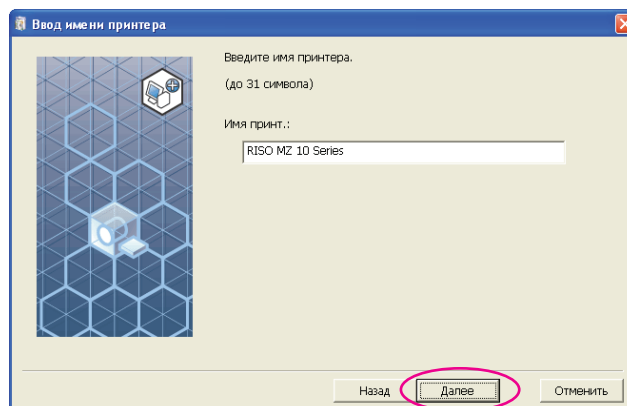 Ввод имени принтера
Введите имя принтера.
(до 31 символа)
Имя принт.:
RISO MZ 10 Series
Назад
Далее
Отменить